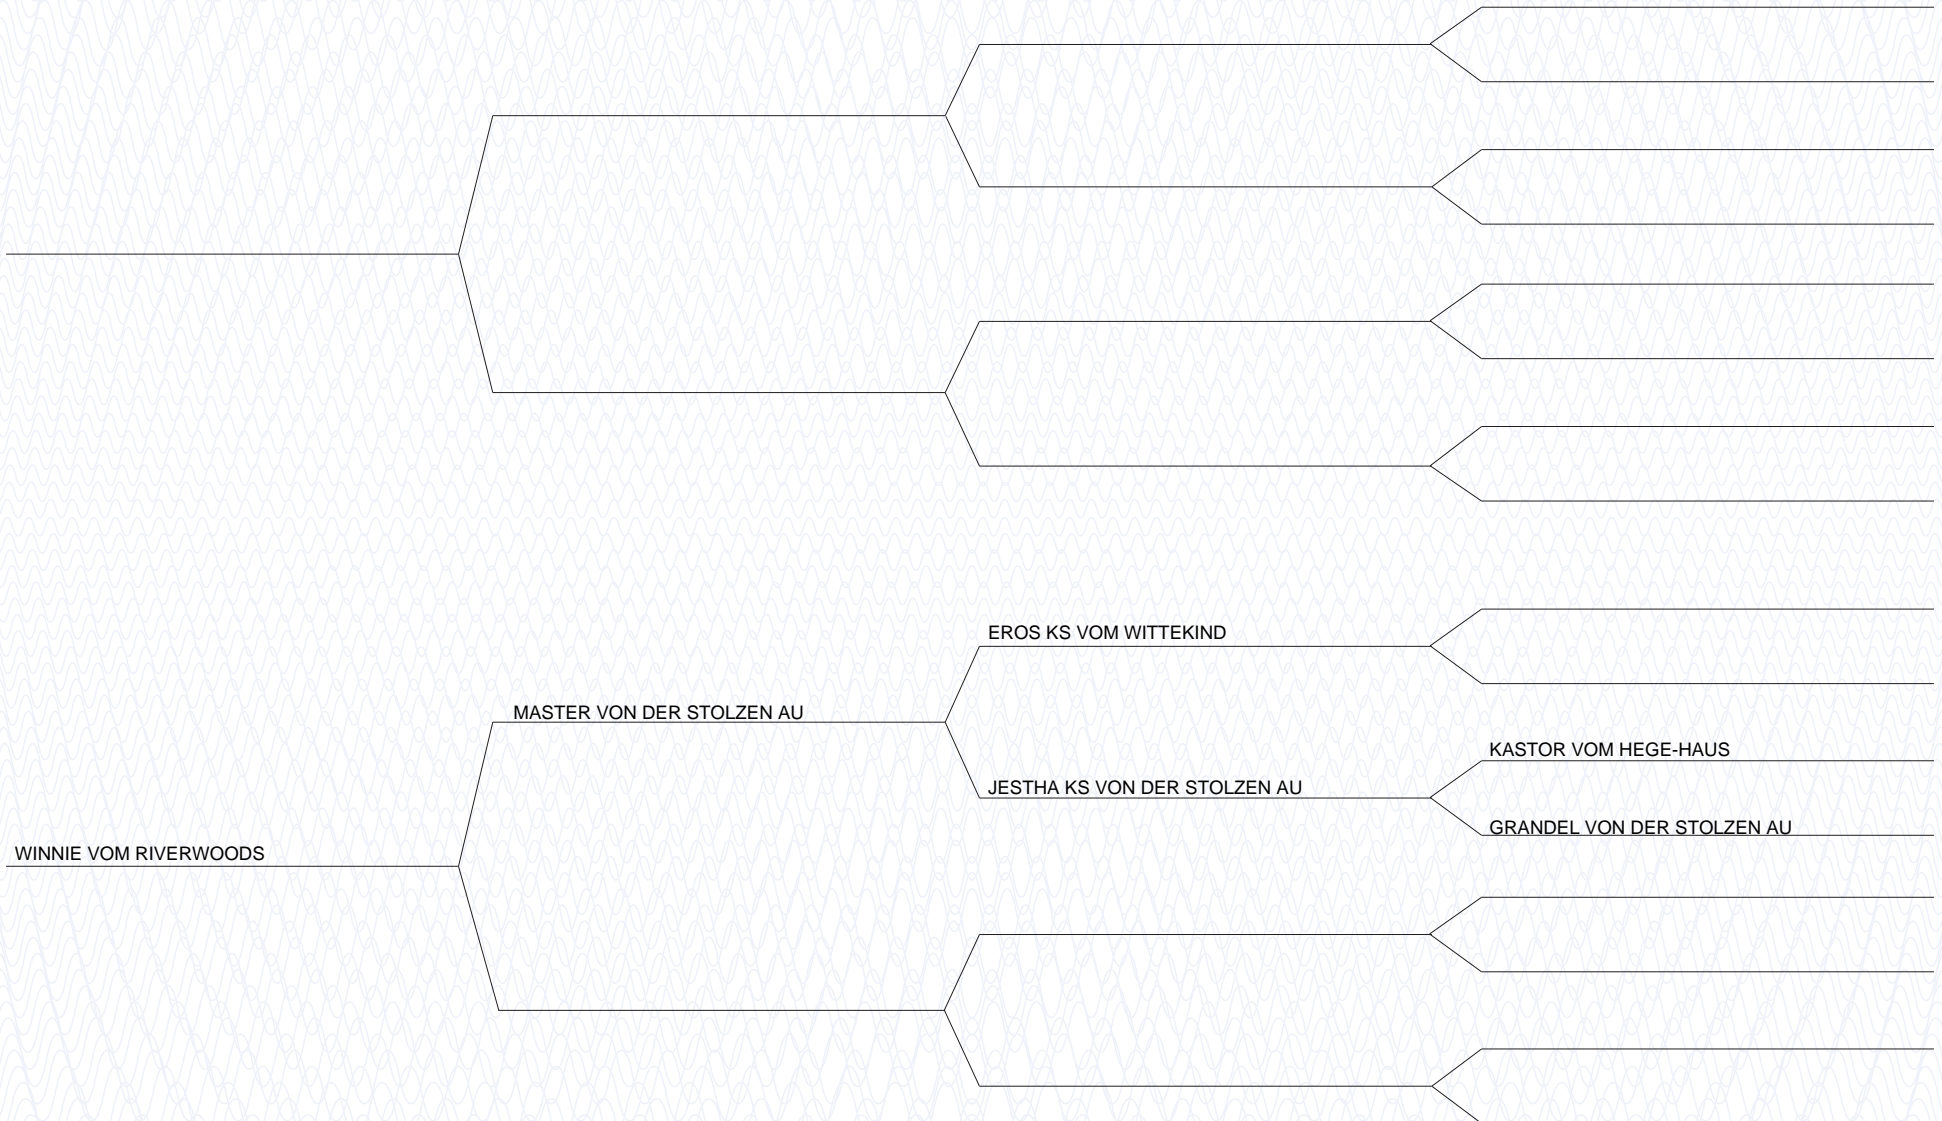 EROS KS VOM WITTEKIND
MASTER VON DER STOLZEN AU
KASTOR VOM HEGE-HAUS
JESTHA KS VON DER STOLZEN AU
GRANDEL VON DER STOLZEN AU
WINNIE VOM RIVERWOODS